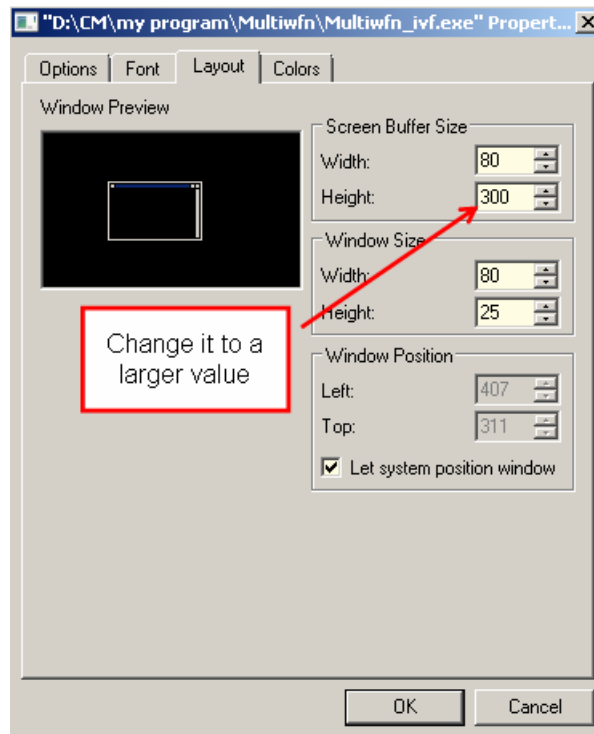 "D:\CM\my program\Multiwfn\Multiwfn_ivf.exe" Propert...
Options Font Layout Colors
Window Preview
Screen Buffer Size
Width: 80
Height: 300
Window Size
Width: 80
Height: 25
Change it to a
larger value
Window Position
Left: 407
Top: 311
Let system position window
OK Cancel